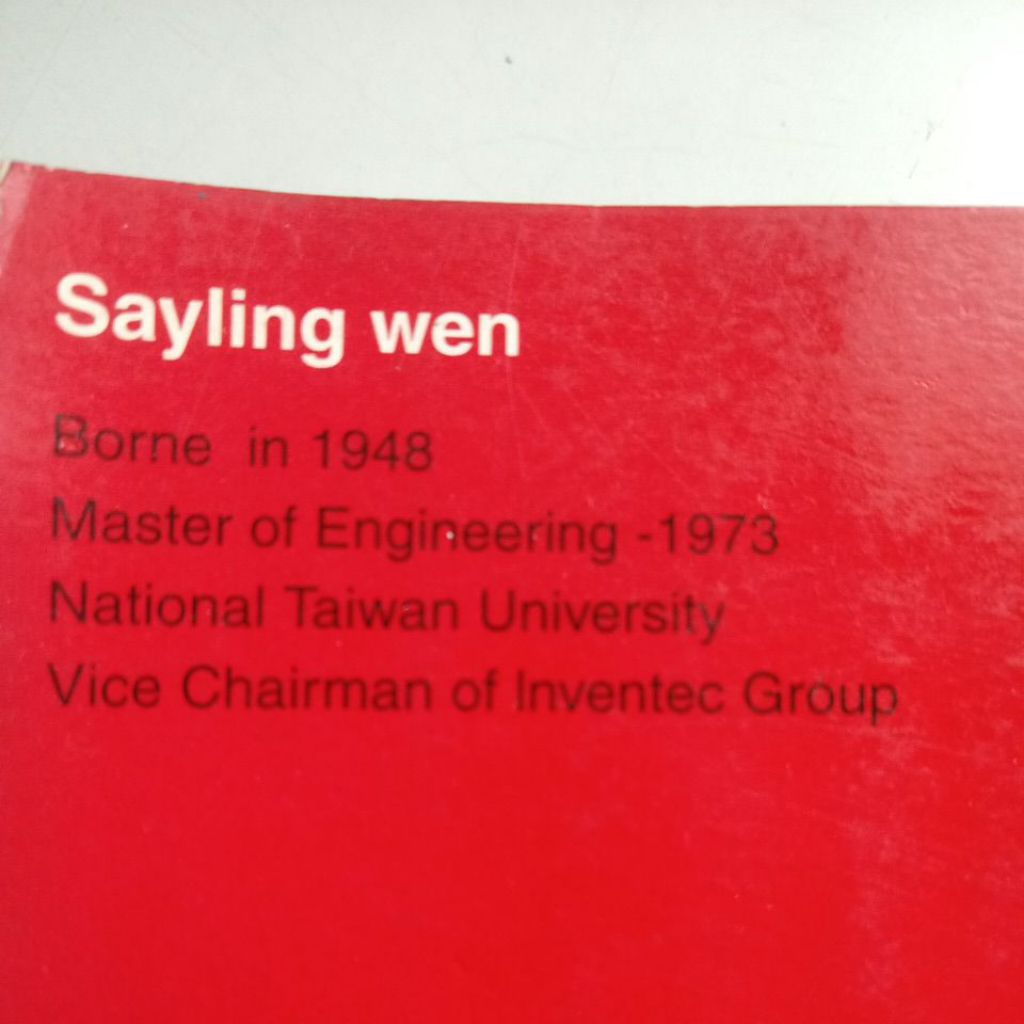 Sayling wen
Borne in 1948
Master of Engineering -1973
National Taiwan University
Vice Chairman of Inventec Group